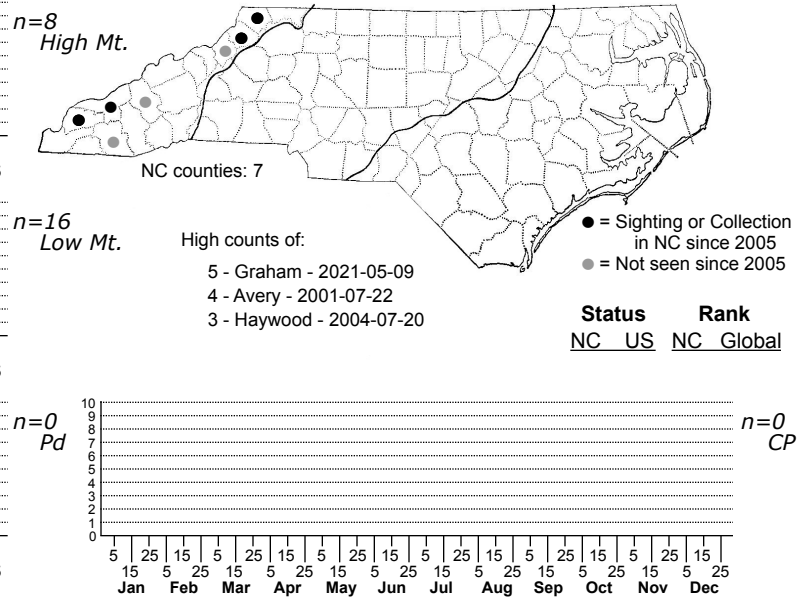 n=8
High Mt.
NC counties: 7
n=16
Low Mt.
High counts of:
5 - Graham - 2021-05-09
4 - Avery - 2001-07-22
3 - Haywood - 2004-07-20
= Sighting or Collection
in NC since 2005
= Not seen since 2005
Status Rank
NC US NC Global
n=0
Pd
10
9
8
7
6
5
4
3
2
1
0
n=0
CP
5 25 15 5 25 15 5 25 15 5 25 15 5 25 15 5 25 15
15 5 25 15 5 25 15 5 25 15 5 25 15 5 25 15 5 25
Jan Feb Mar Apr May Jun Jul Aug Sep Oct Nov Dec